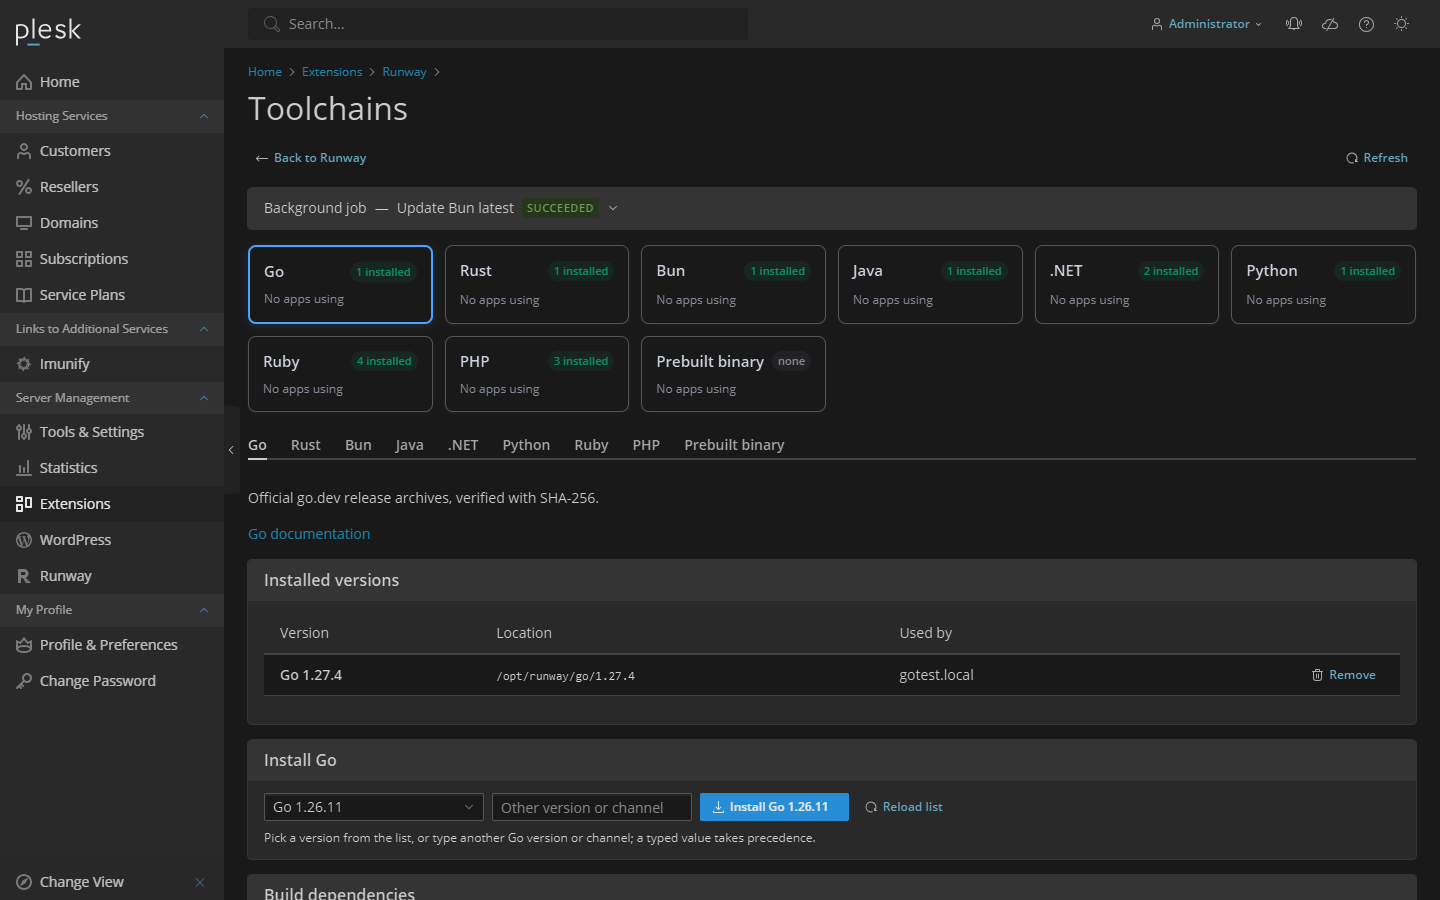 plesk
Search...
Administrator
Home
Hosting Services
Customers
Resellers
Domains
Subscriptions
Service Plans
Links to Additional Services
Imunify
Server Management
Tools & Settings
Statistics
Extensions
WordPress
Runway
My Profile
Profile & Preferences
Change Password
Change View
Home > Extensions > Runway >
Toolchains
Back to Runway
Refresh
Background job — Update Bun latest SUCCEEDED
Go 1 installed
No apps using
Rust 1 installed
No apps using
Bun 1 installed
No apps using
Java 1 installed
No apps using
.NET 2 installed
No apps using
Python 1 installed
No apps using
Ruby 4 installed
No apps using
PHP 3 installed
No apps using
Prebuilt binary none
No apps using
Go Rust Bun Java .NET Python Ruby PHP Prebuilt binary
Official go.dev release archives, verified with SHA-256.
Go documentation
Installed versions
Version Location Used by
Go 1.27.4 /opt/runway/go/1.27.4 gotest.local Remove
Install Go
Go 1.26.11 Other version or channel Install Go 1.26.11 Reload list
Pick a version from the list, or type another Go version or channel; a typed value takes precedence.
Build dependencies